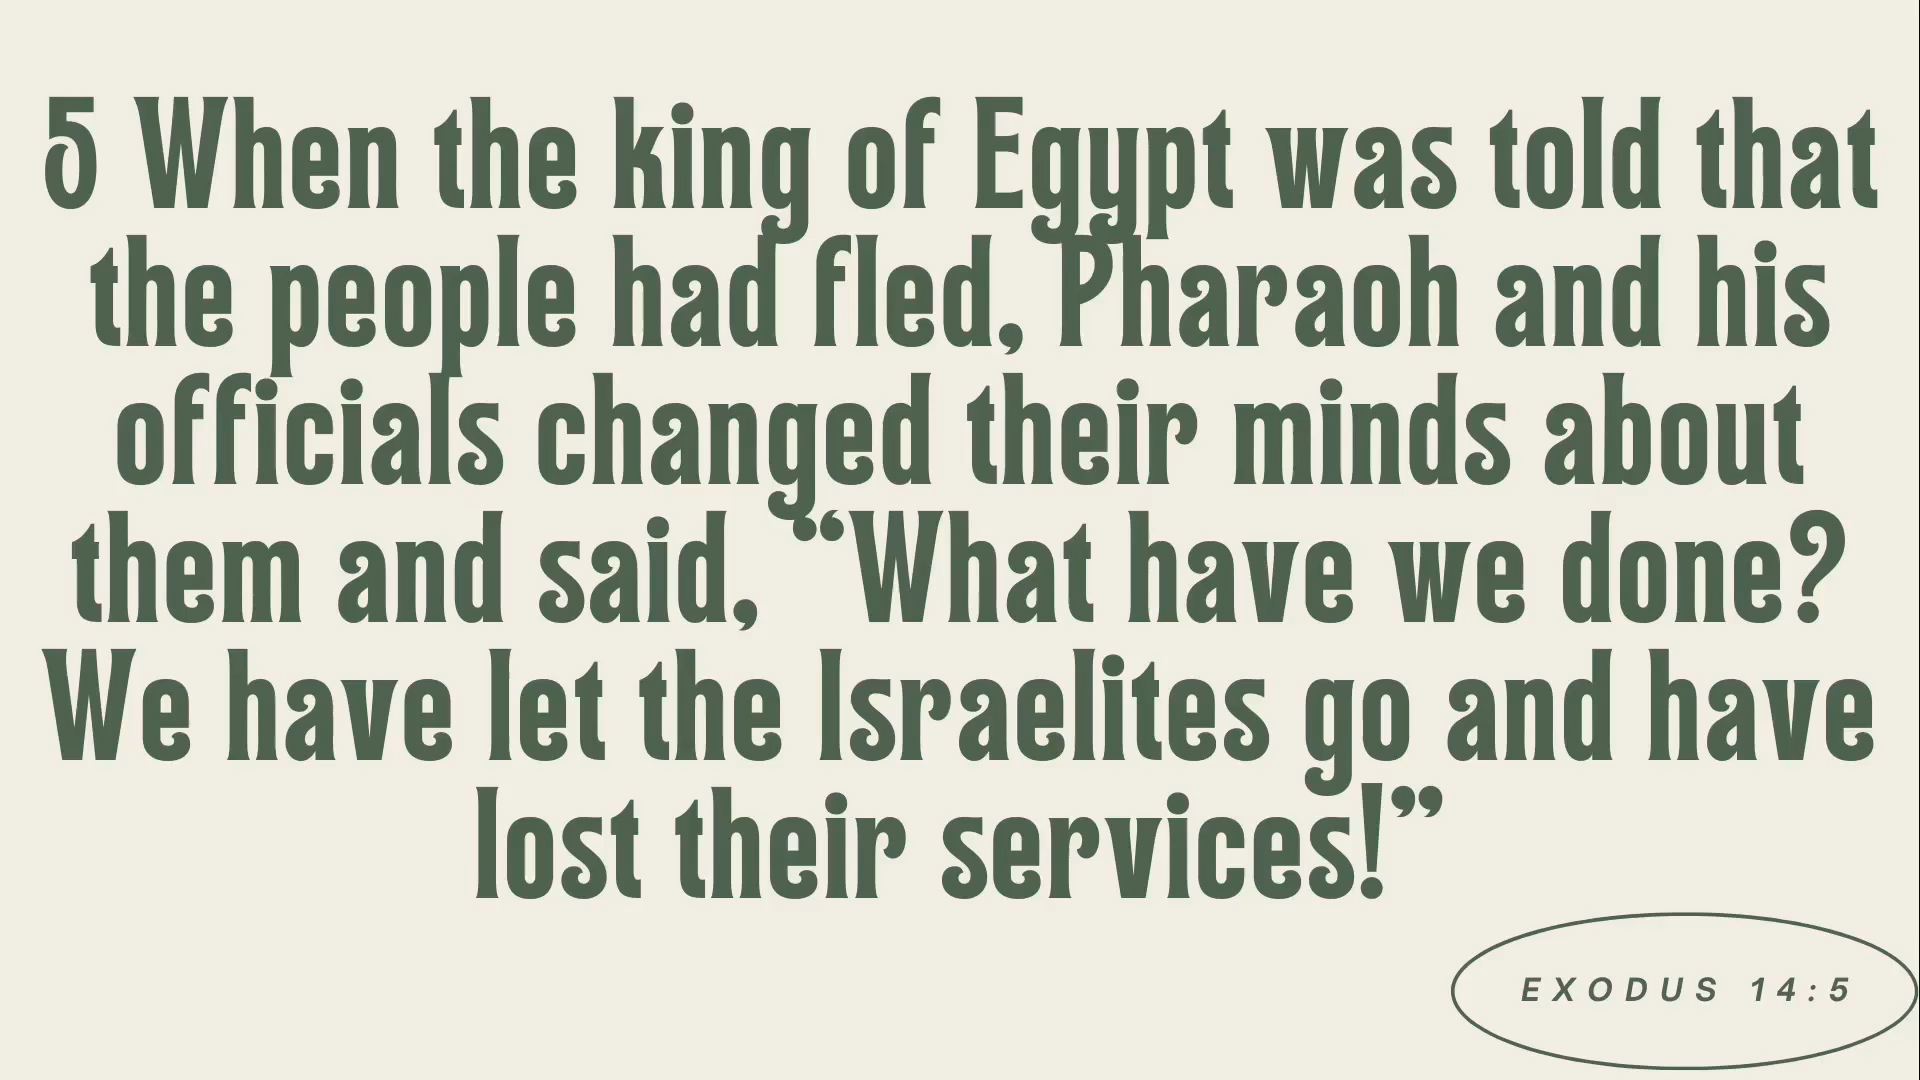 5 When the king of Egypt was told that
the people had fled, Pharaoh and his
officials changed their minds about
them and said, “What have we done?
We have let the Israelites go and have
lost their services!”
EXODUS 14:5